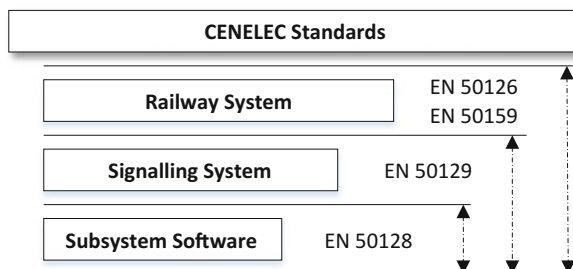 CENELEC Standards
Railway System
EN 50126
EN 50159
Signalling System
EN 50129
Subsystem Software
EN 50128